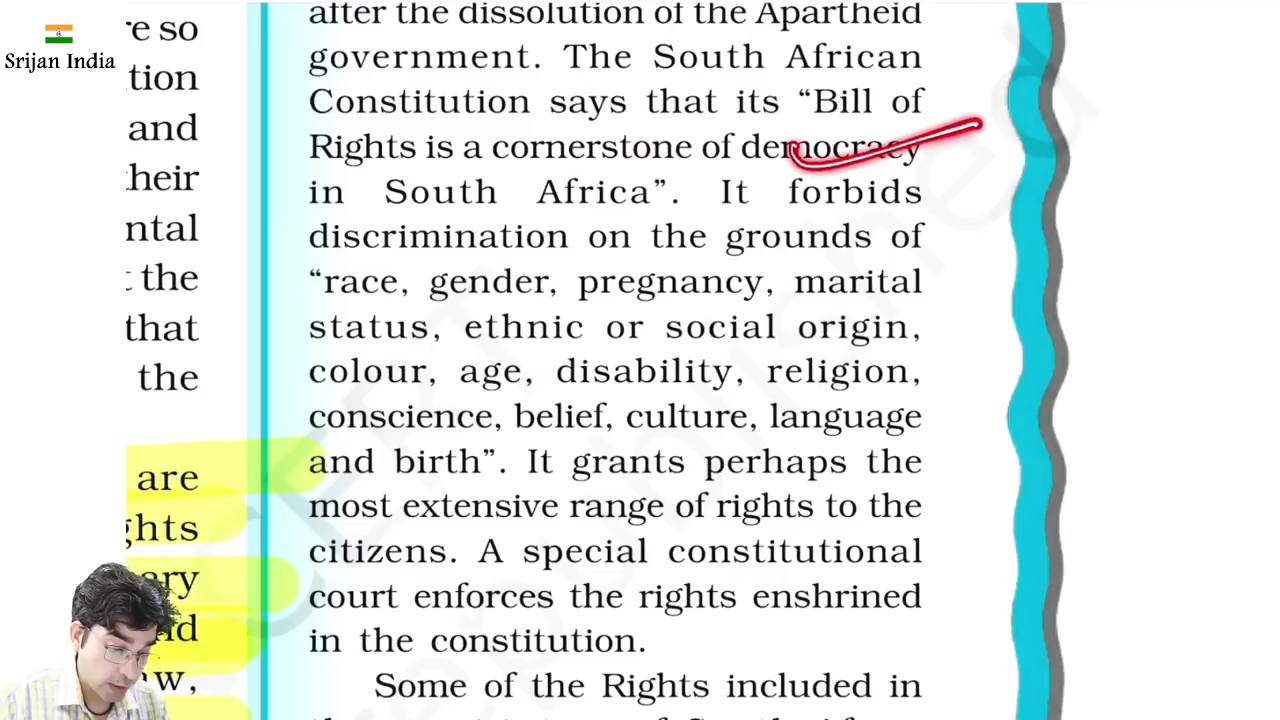 Srijan India
re so
tion
and
heir
ntal
the
that
the
are
ghts
ary
nd
aw,
after the dissolution of the Apartheid
government. The South African
Constitution says that its “Bill of
Rights is a cornerstone of democracy
in South Africa”. It forbids
discrimination on the grounds of
“race, gender, pregnancy, marital
status, ethnic or social origin,
colour, age, disability, religion,
conscience, belief, culture, language
and birth”. It grants perhaps the
most extensive range of rights to the
citizens. A special constitutional
court enforces the rights enshrined
in the constitution.
Some of the Rights included in